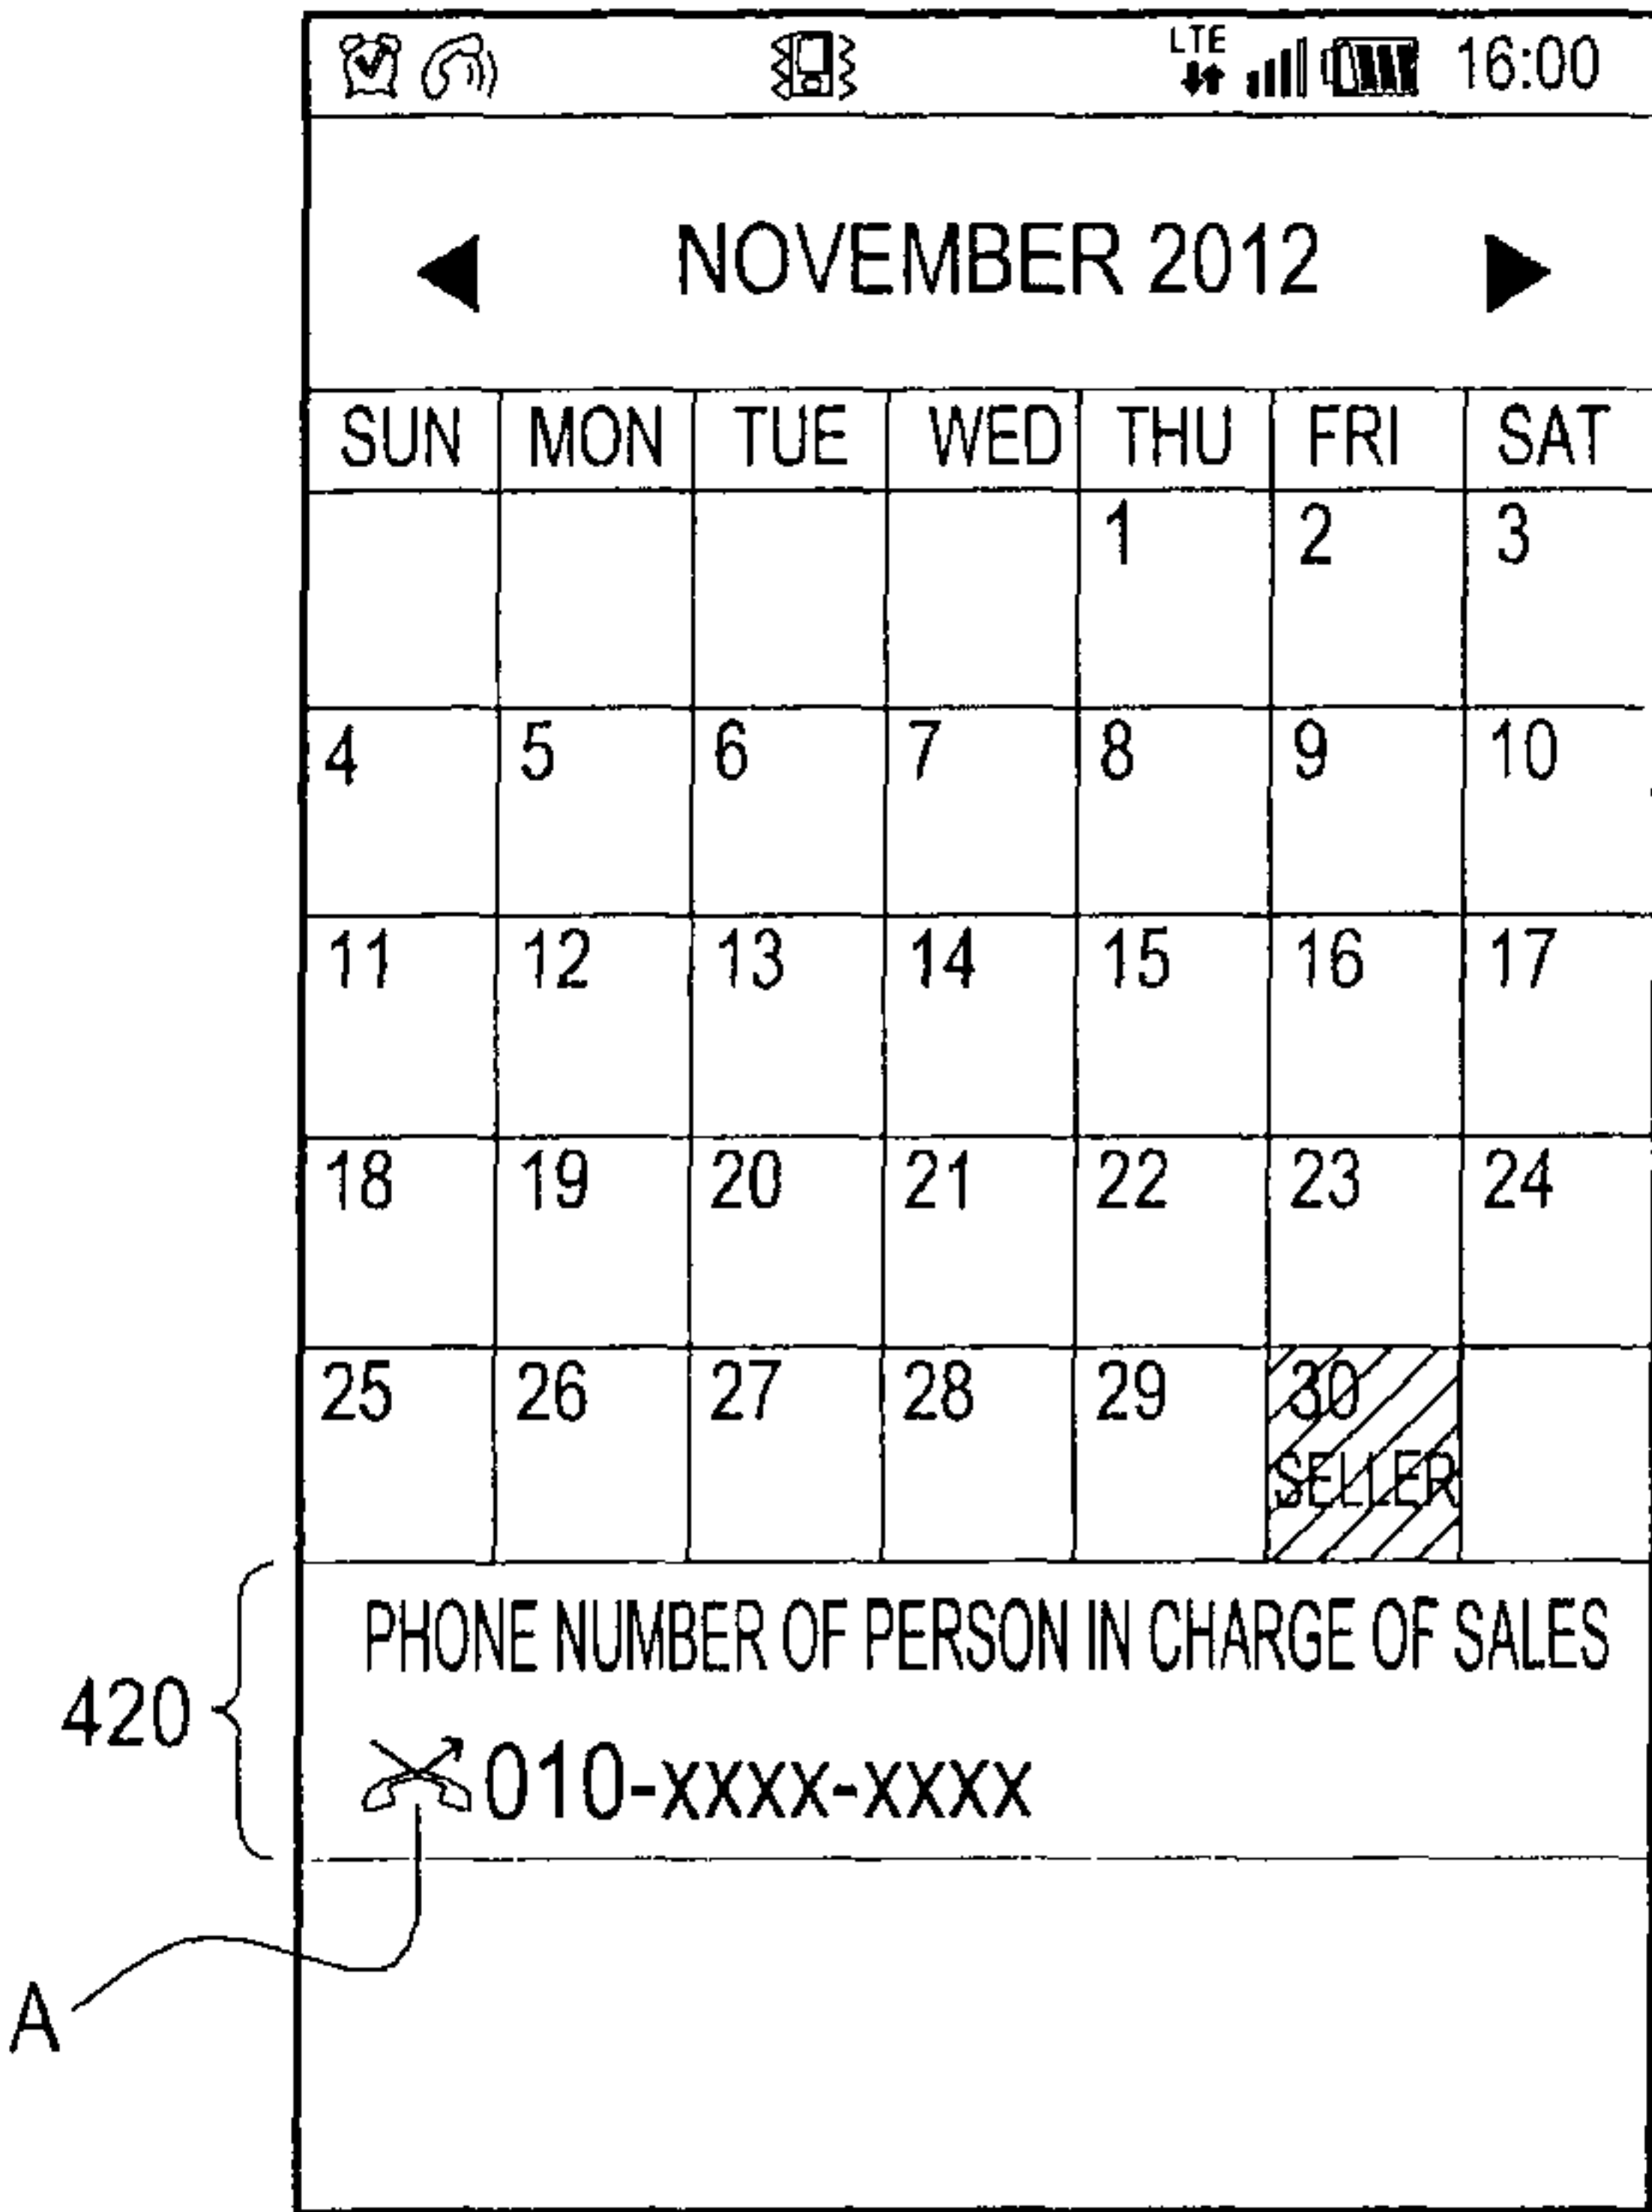 LTE
16:00
NOVEMBER 2012
SUN MON TUE WED THU FRI SAT
1 2 3
4 5 6 7 8 9 10
11 12 13 14 15 16 17
18 19 20 21 22 23 24
25 26 27 28 29 30
SELLER
PHONE NUMBER OF PERSON IN CHARGE OF SALES
420
010-xxxx-xxxx
A